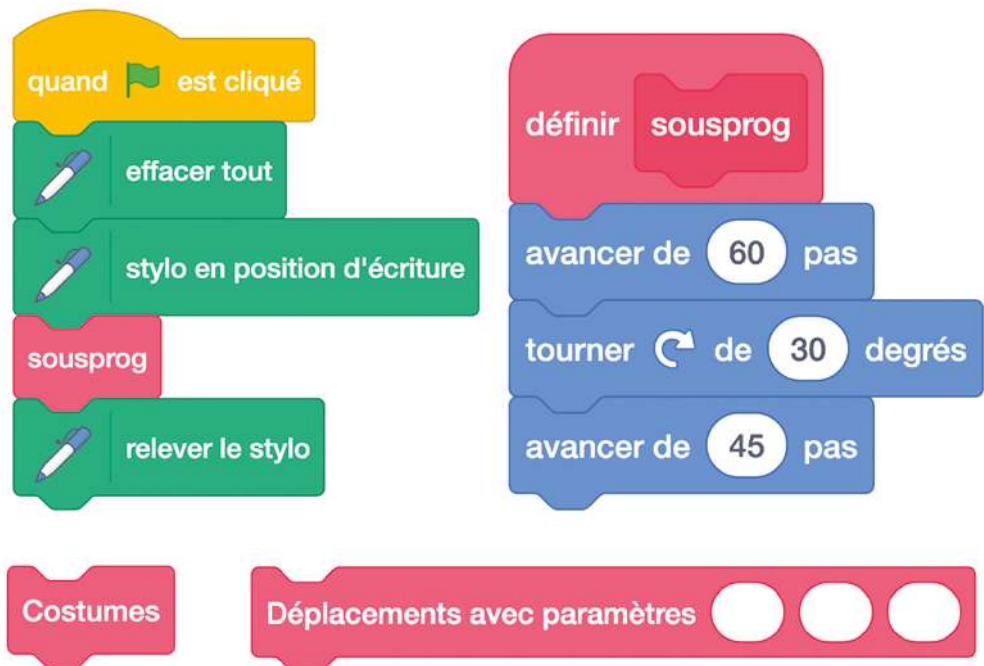 quand est cliqué
effacer tout
stylo en position d'écriture
sousprog
relever le stylo
définir sousprog
avancer de 60 pas
tourner de 30 degrés
avancer de 45 pas
Costumes
Déplacements avec paramètres